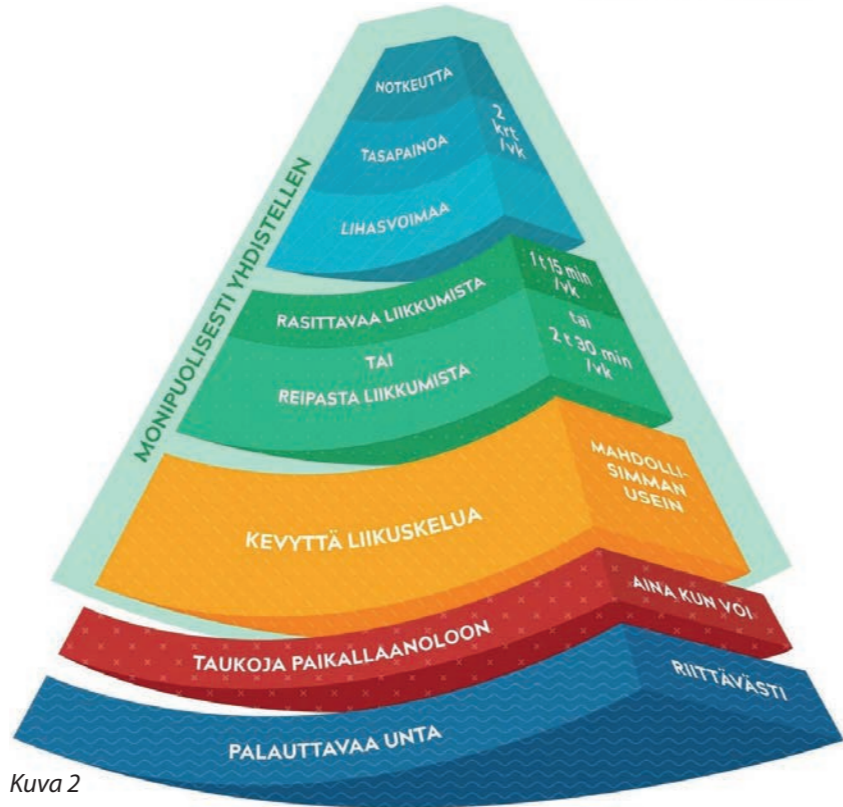 MONIPUOLISESTI YHDISTELLEN
NOTKEUTTA
TASAPAINOA
LIHASVOIMAA
2
krt
/vk
RASITTAVAA LIIKKUMISTA
TAI
REIPASTA LIIKKUMISTA
1 t 15 min
/vk
tai
2 t 30 min
/vk
KEVYTTÄ LIIKUSKELUA
MAHDOLLI-
SIMMAN
USEIN
TAUKOJA PAIKALLAANOLOON
AINA KUN VOI
PALAUTTAVAA UNTA
RIITTÄVÄSTI
Kuva 2